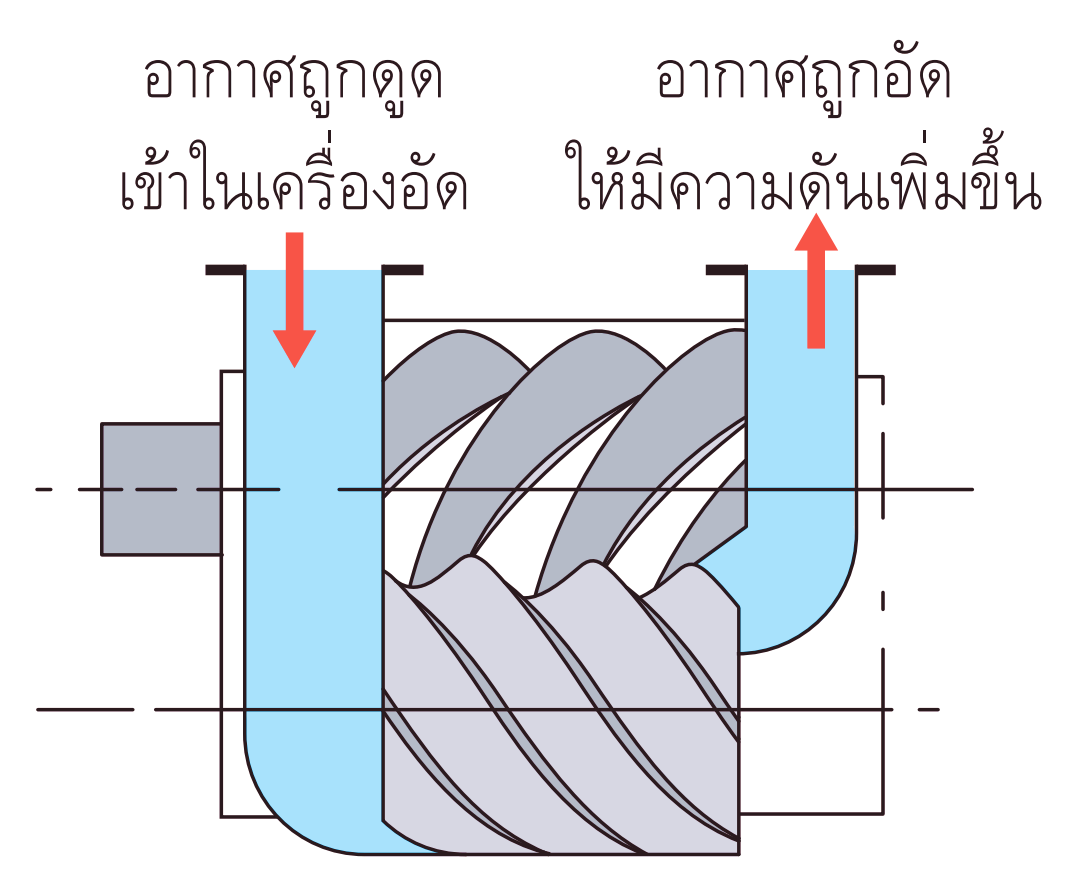 อากาศถูกดูด
เข้าในเครื่องอัด
อากาศถูกอัด
ให้มีความดันเพิ่มขึ้น